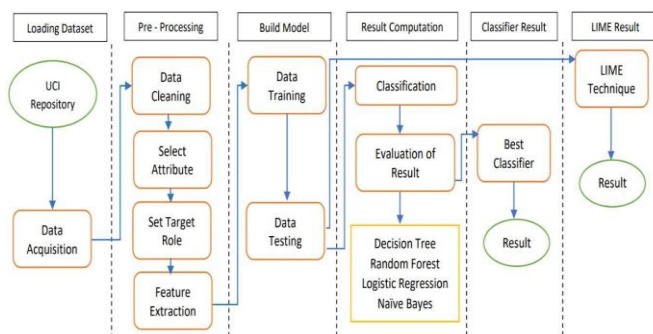 Loading Dataset
Pre - Processing
Build Model
Result Computation
Classifier Result
LIME Result
UCI
Repository
Data
Acquisition
Data
Cleaning
Select
Attribute
Set Target
Role
Feature
Extraction
Data
Training
Data
Testing
Classification
Evaluation of
Result
Decision Tree
Random Forest
Logistic Regression
Naïve Bayes
Best
Classifier
Result
LIME
Technique
Result